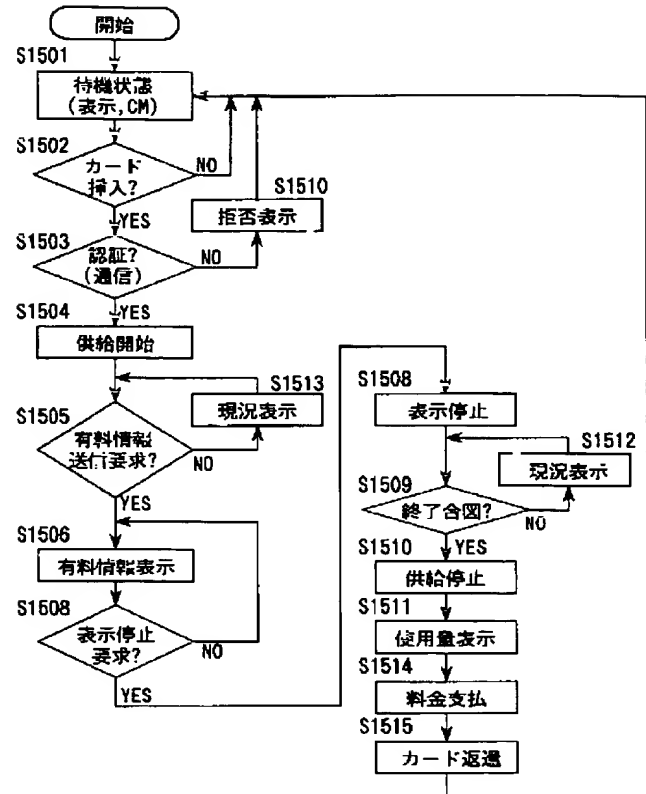 開始
S1501
待機状態
(表示,CM)
S1502
カード
挿入?
NO
YES
S1510
拒否表示
S1503
認証?
(通信)
NO
YES
S1504
供給開始
S1513
現況表示
S1505
有料情報
送信要求?
NO
YES
S1506
有料情報表示
S1508
表示停止
要求?
NO
YES
S1508
表示停止
S1512
現況表示
S1509
終了合図?
NO
YES
S1510
供給停止
S1511
使用量表示
S1514
料金支払
S1515
カード返還